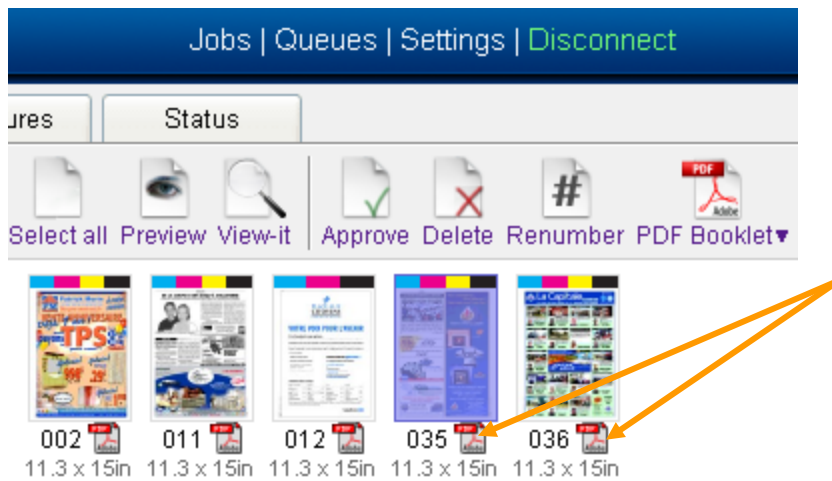 Jobs | Queues | Settings | Disconnect
ures Status
#
PDF
Adobe
Select all Preview View-it Approve Delete Renumber PDF Booklet▾
Patrick Morin
TPS
La Capitale
002 011 012 035 036
11.3 x 15in 11.3 x 15in 11.3 x 15in 11.3 x 15in 11.3 x 15in